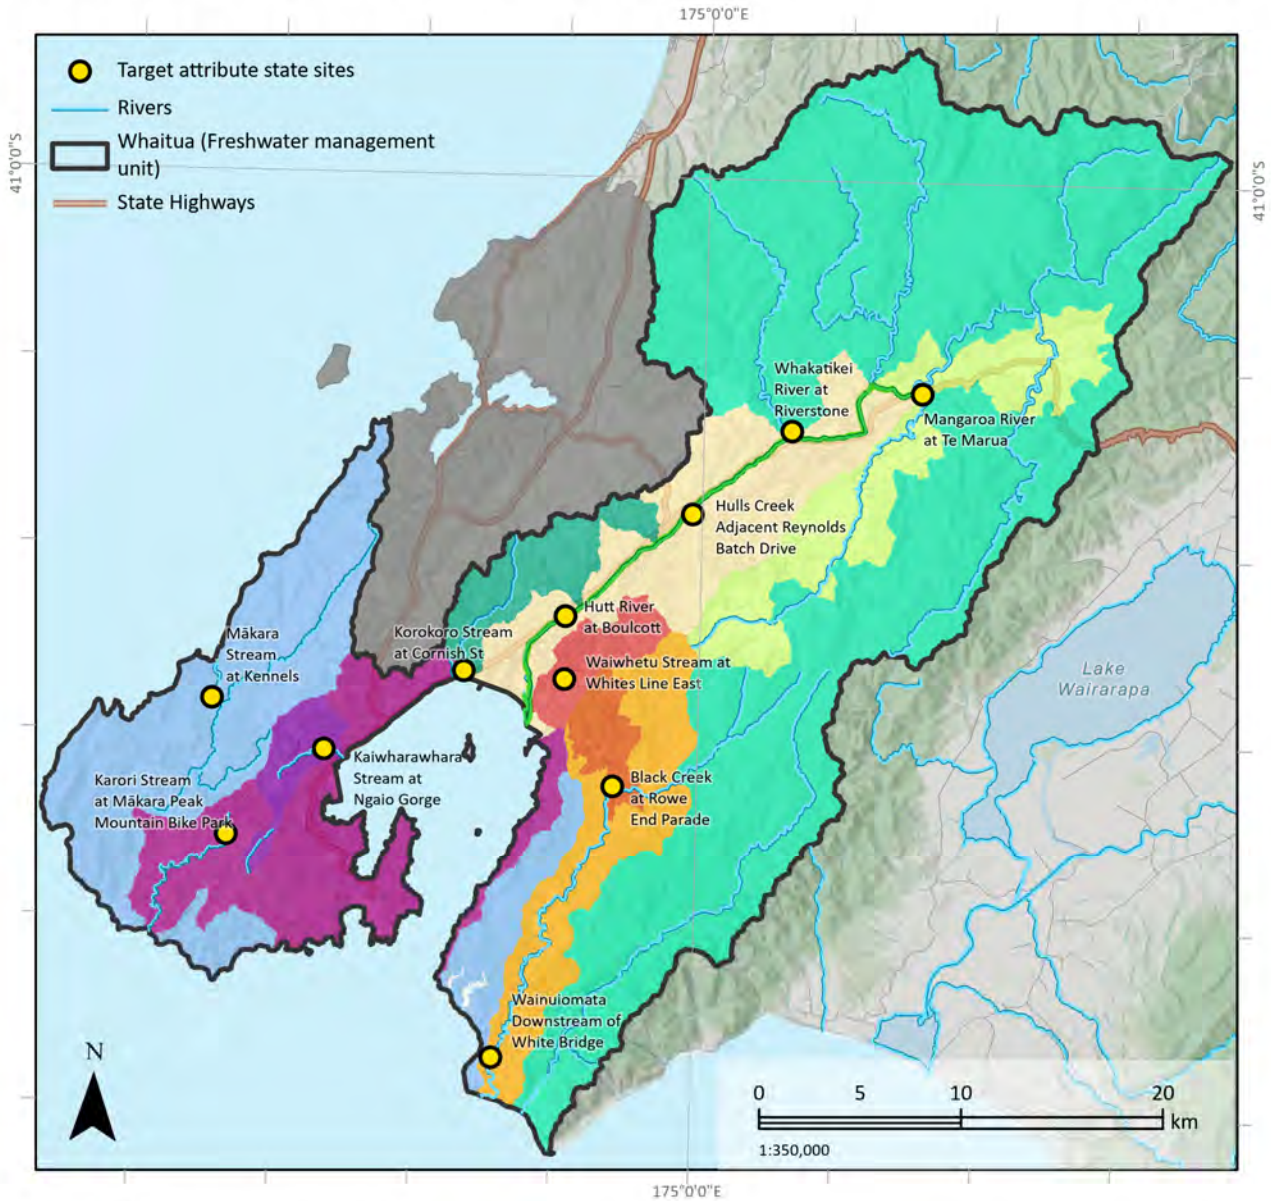 175°0'0"E
Target attribute state sites
Rivers
Whaitua (Freshwater management
unit)
State Highways
41°0'0"S
41°0'0"S
Whakatikei
River at
Riverstone
Mangaroa River
at Te Marua
Hulls Creek
Adjacent Reynolds
Batch Drive
Hutt River
at Boulcott
Korokoro Stream
at Cornish St
Mākara
Stream
at Kennels
Waiwhetu Stream at
Whites Line East
Lake
Wairarapa
Kaiwharawhara
Stream at
Ngaio Gorge
Karori Stream
at Mākara Peak
Mountain Bike Park
Black Creek
at Rowe
End Parade
Wainuiomata
Downstream of
White Bridge
N
0 5 10 20
km
1:350,000
175°0'0"E